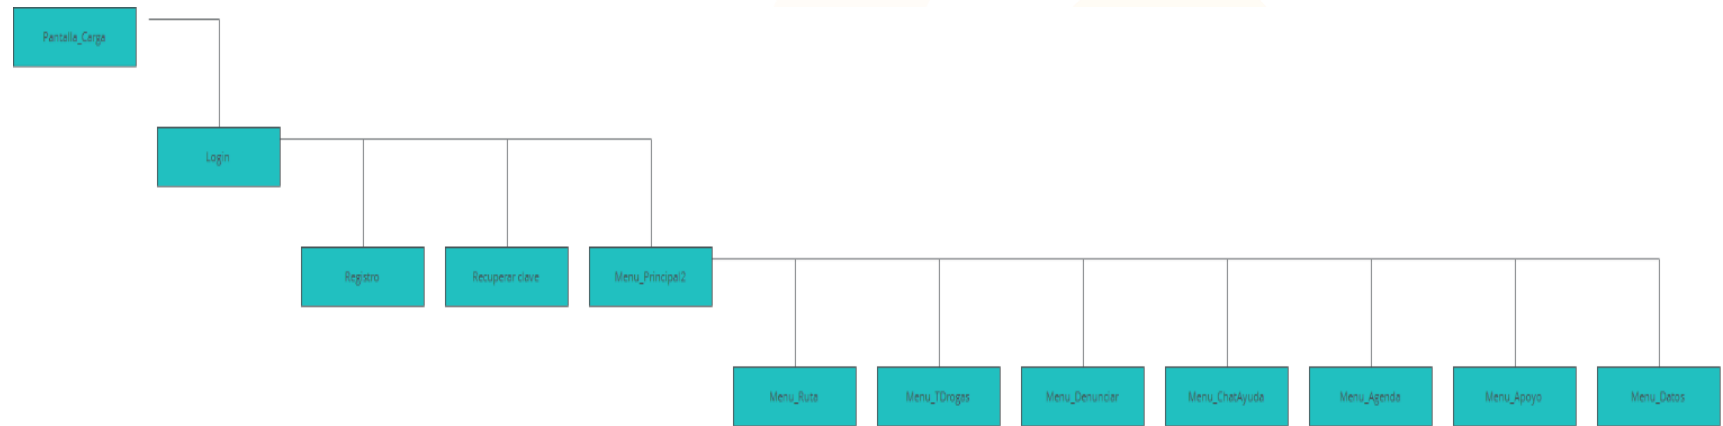 Pantalla_Carga
Login
Registro
Recuperar clave
Menu_Principal2
Menu_Ruta
Menu_TDrogas
Menu_Denunciar
Menu_ChatAyuda
Menu_Agenda
Menu_Apoyo
Menu_Datos